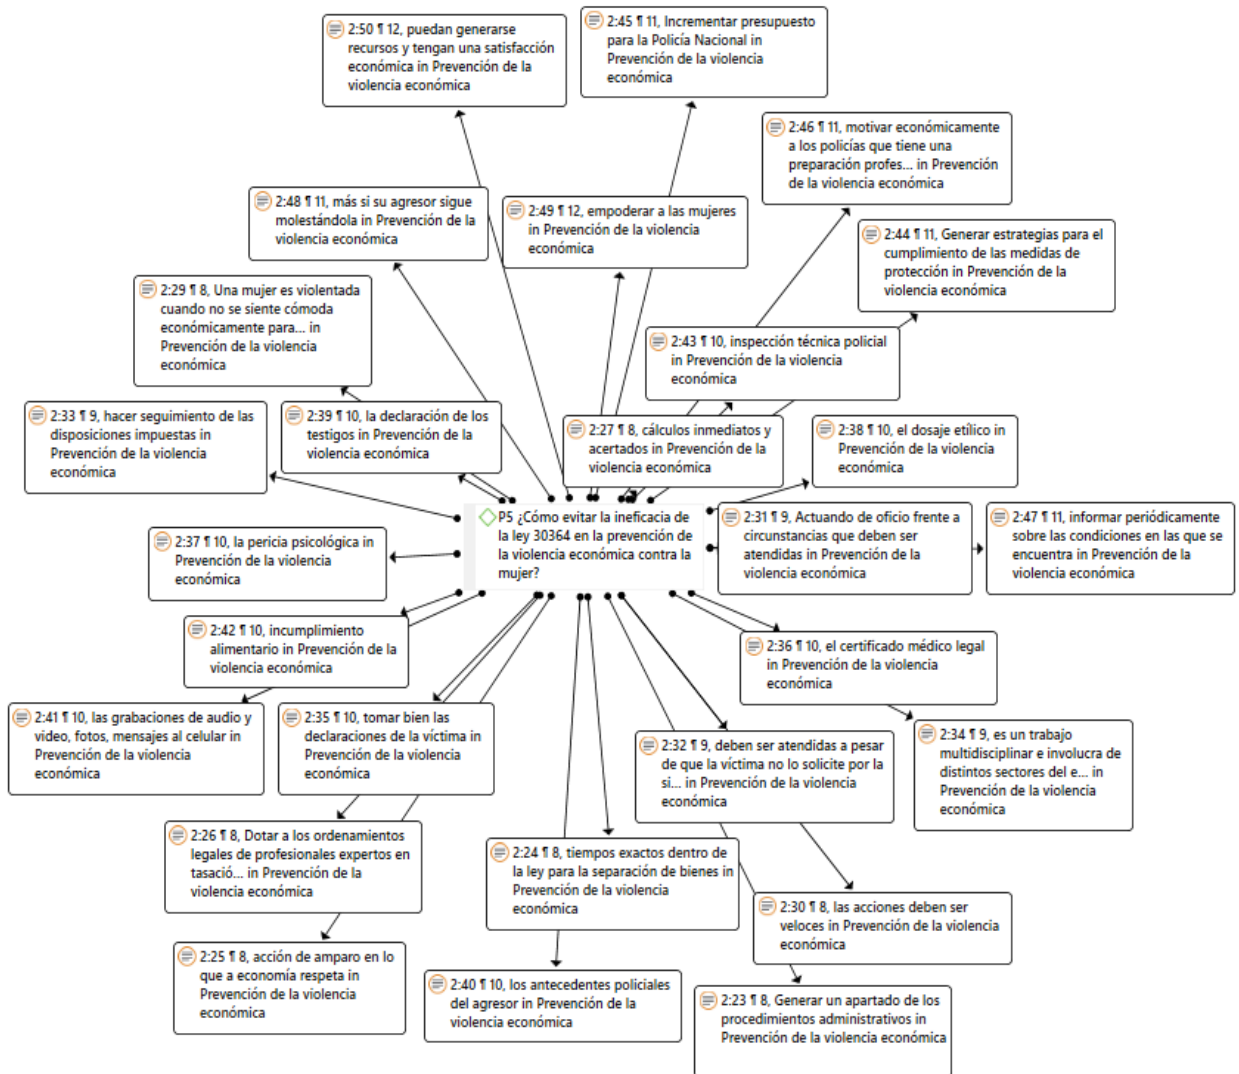 2:50 ¶ 12, puedan generarse
recursos y tengan una satisfacción
económica in Prevención de la
violencia económica
2:45 ¶ 11, Incrementar presupuesto
para la Policía Nacional in
Prevención de la violencia
económica
2:46 ¶ 11, motivar económicamente
a los policías que tiene una
preparación profes... in Prevención
de la violencia económica
2:48 ¶ 11, más si su agresor sigue
molestándola in Prevención de la
violencia económica
2:49 ¶ 12, empoderar a las mujeres
in Prevención de la violencia
económica
2:44 ¶ 11, Generar estrategias para el
cumplimiento de las medidas de
protección in Prevención de la
violencia económica
2:29 ¶ 8, Una mujer es violentada
cuando no se siente cómoda
económicamente para... in
Prevención de la violencia
económica
2:43 ¶ 10, inspección técnica policial
in Prevención de la violencia
económica
2:33 ¶ 9, hacer seguimiento de las
disposiciones impuestas in
Prevención de la violencia
económica
2:39 ¶ 10, la declaración de los
testigos in Prevención de la
violencia económica
2:27 ¶ 8, cálculos inmediatos y
acertados in Prevención de la
violencia económica
2:38 ¶ 10, el dosaje etílico in
Prevención de la violencia
económica
P5 ¿Cómo evitar la ineficacia de
la ley 30364 en la prevención de
la violencia económica contra la
mujer?
2:31 ¶ 9, Actuando de oficio frente a
circunstancias que deben ser
atendidas in Prevención de la
violencia económica
2:47 ¶ 11, informar periódicamente
sobre las condiciones en las que se
encuentra in Prevención de la
violencia económica
2:37 ¶ 10, la pericia psicológica in
Prevención de la violencia
económica
2:42 ¶ 10, incumplimiento
alimentario in Prevención de la
violencia económica
2:36 ¶ 10, el certificado médico legal
in Prevención de la violencia
económica
2:41 ¶ 10, las grabaciones de audio y
video, fotos, mensajes al celular in
Prevención de la violencia
económica
2:35 ¶ 10, tomar bien las
declaraciones de la víctima in
Prevención de la violencia
económica
2:32 ¶ 9, deben ser atendidas a pesar
de que la víctima no lo solicite por la
si... in Prevención de la violencia
económica
2:34 ¶ 9, es un trabajo
multidisciplinar e involucra de
distintos sectores del e... in
Prevención de la violencia
económica
2:26 ¶ 8, Dotar a los ordenamientos
legales de profesionales expertos en
tasació... in Prevención de la
violencia económica
2:24 ¶ 8, tiempos exactos dentro de
la ley para la separación de bienes in
Prevención de la violencia
económica
2:30 ¶ 8, las acciones deben ser
veloces in Prevención de la violencia
económica
2:25 ¶ 8, acción de amparo en lo
que a economía respeta in
Prevención de la violencia
económica
2:40 ¶ 10, los antecedentes policiales
del agresor in Prevención de la
violencia económica
2:23 ¶ 8, Generar un apartado de los
procedimientos administrativos in
Prevención de la violencia económica